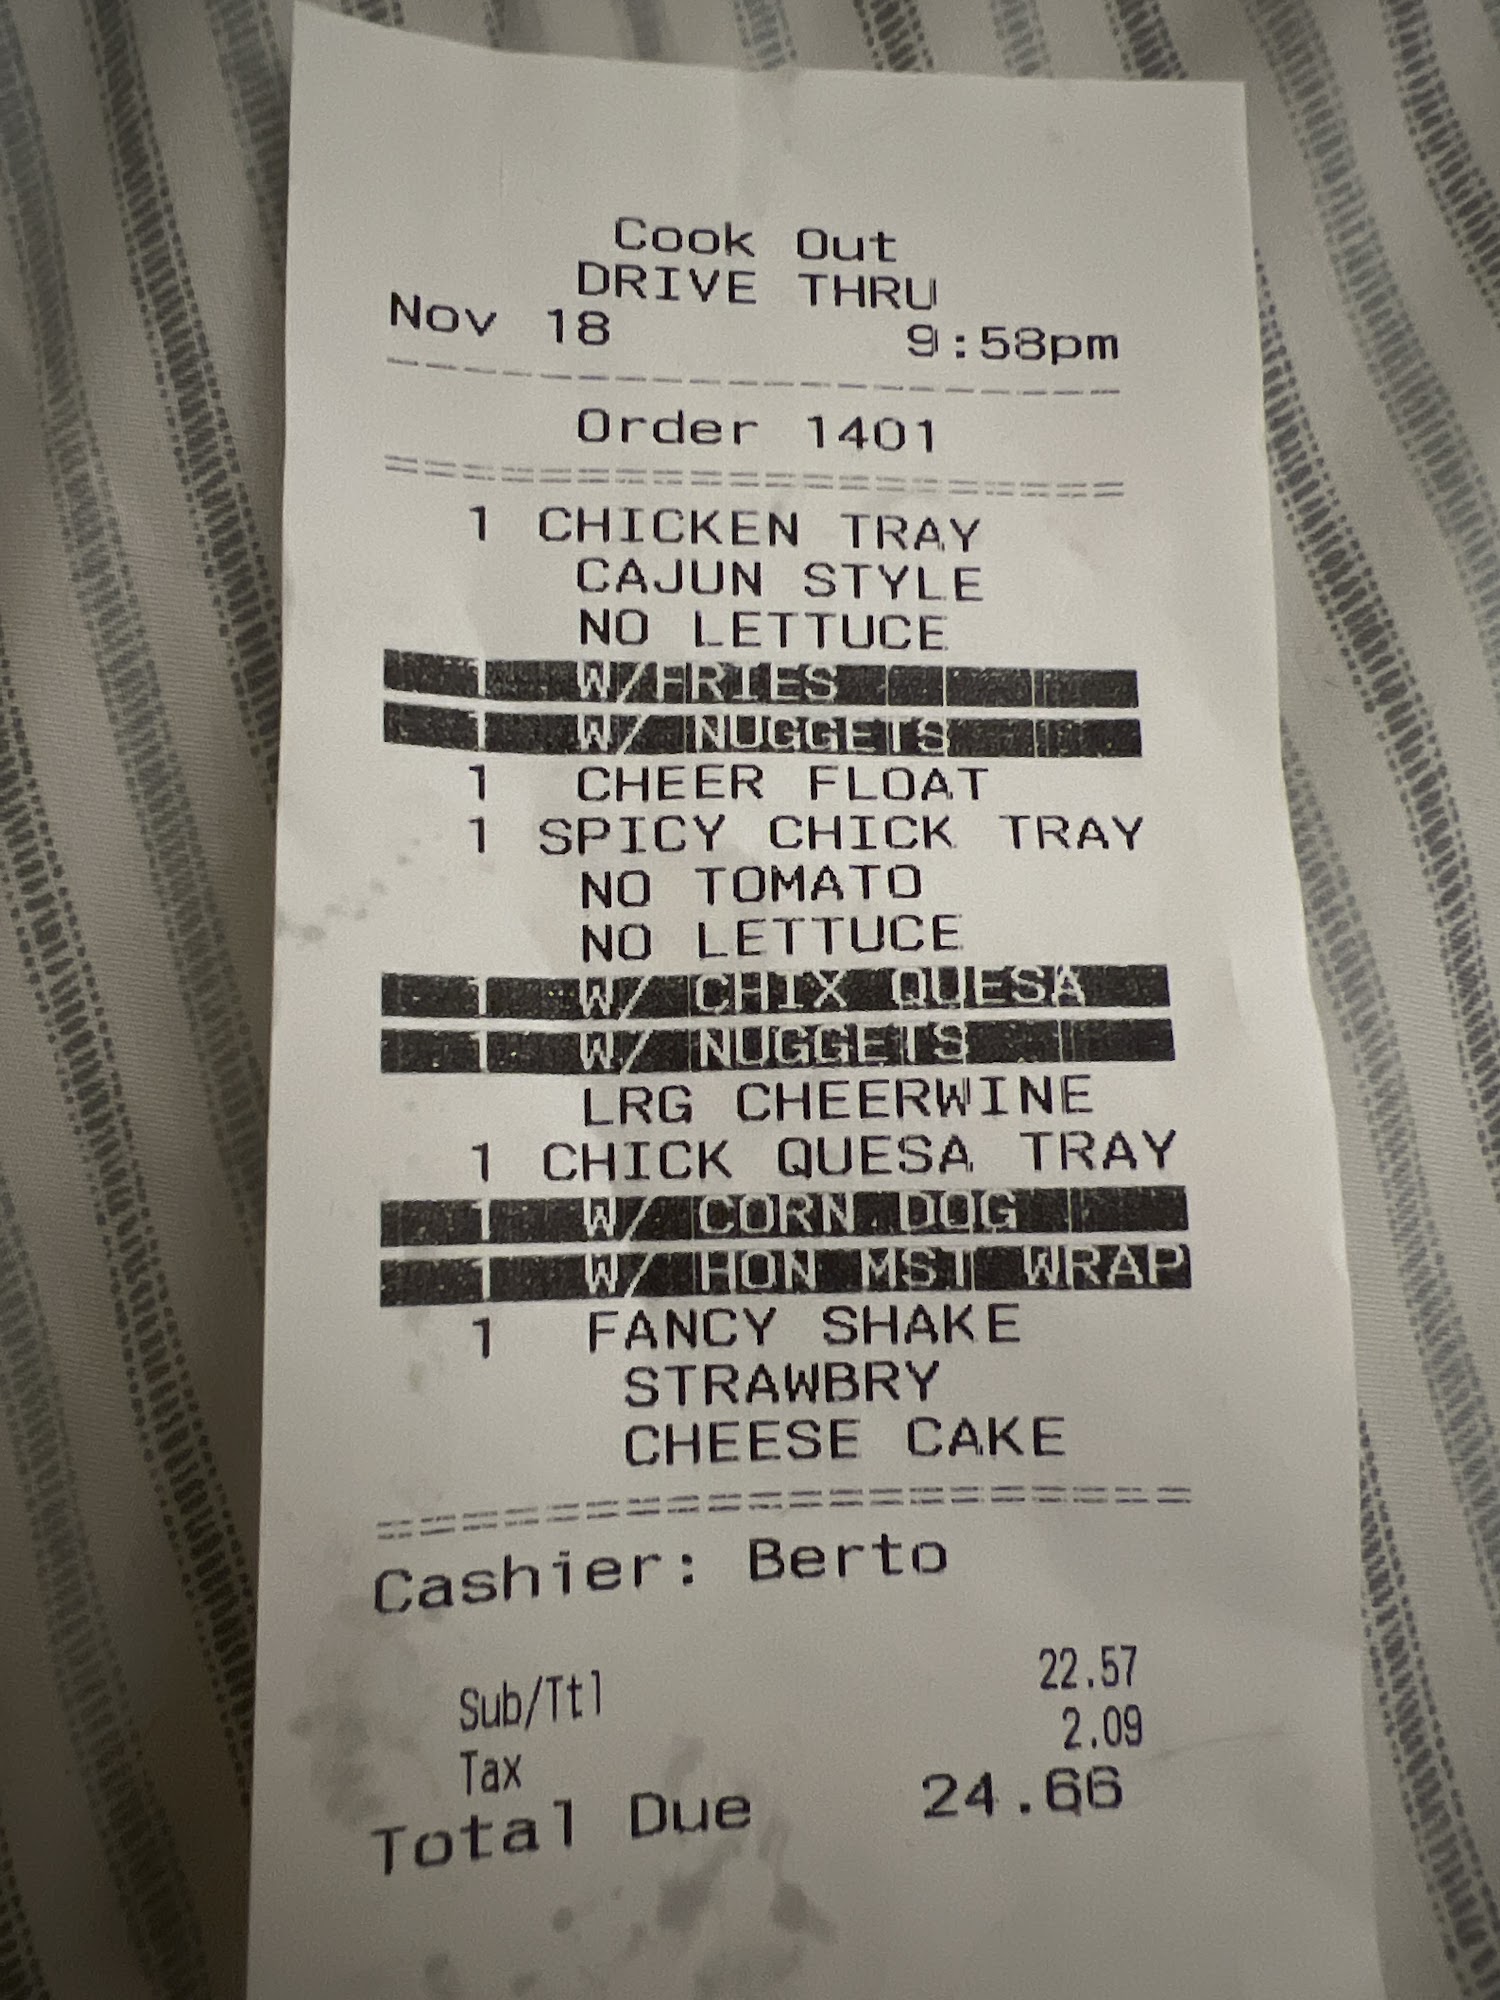 Cook Out
DRIVE THRU
Nov 18 9:58pm
Order 1401
1 CHICKEN TRAY
CAJUN STYLE
NO LETTUCE
1 W/FRIES
1 W/ NUGGETS
1 CHEER FLOAT
1 SPICY CHICK TRAY
NO TOMATO
NO LETTUCE
1 W/ CHIX QUESA
1 W/ NUGGETS
LRG CHEERWINE
1 CHICK QUESA TRAY
1 W/ CORN DOG
1 W/ HON MST WRAP
1 FANCY SHAKE
STRAWBRY
CHEESE CAKE
Cashier: Berto
Sub/Ttl 22.57
Tax 2.09
Total Due 24.66